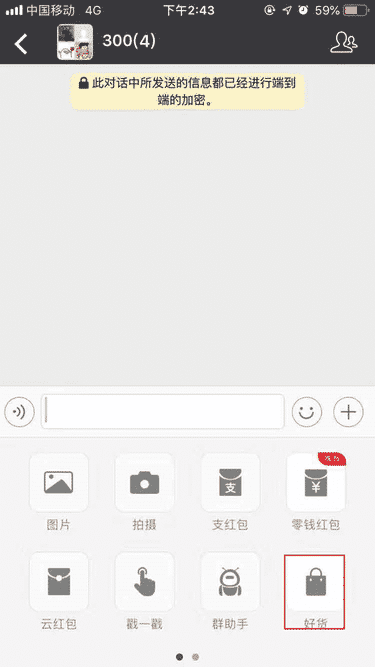 中国移动 4G 下午2:43 59%
300(4)
此对话中所发送的信息都已经进行端到
端的加密。
图片 拍摄 支红包 零钱红包
云红包 戳一戳 群助手 好货